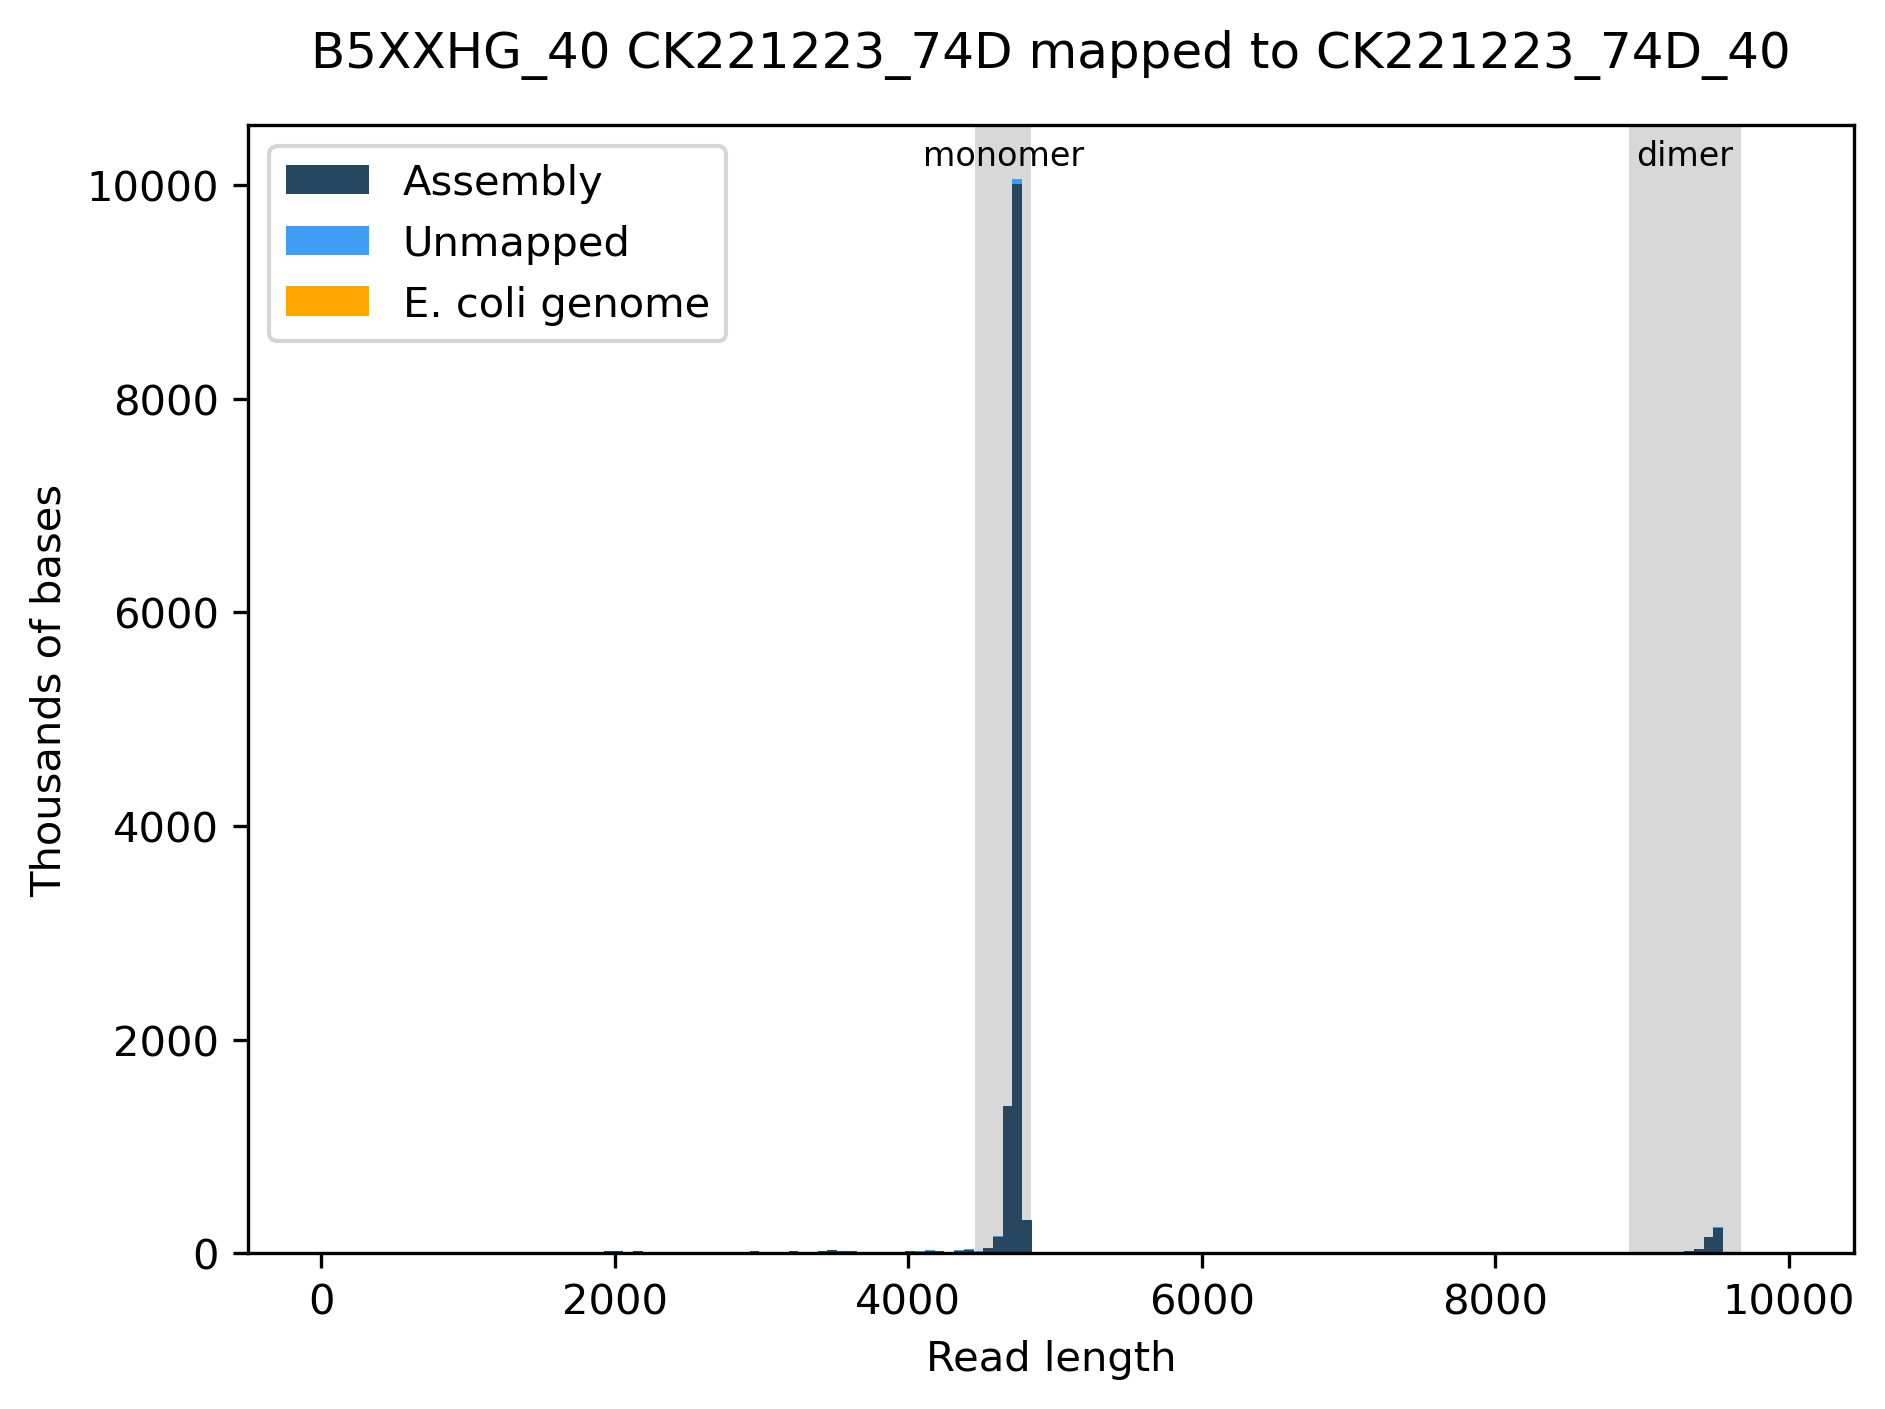 B5XXHG_40 CK221223_74D mapped to CK221223_74D_40
Assembly
Unmapped
E. coli genome
monomer
dimer
10000
8000
6000
4000
2000
0
Thousands of bases
0 2000 4000 6000 8000 10000
Read length